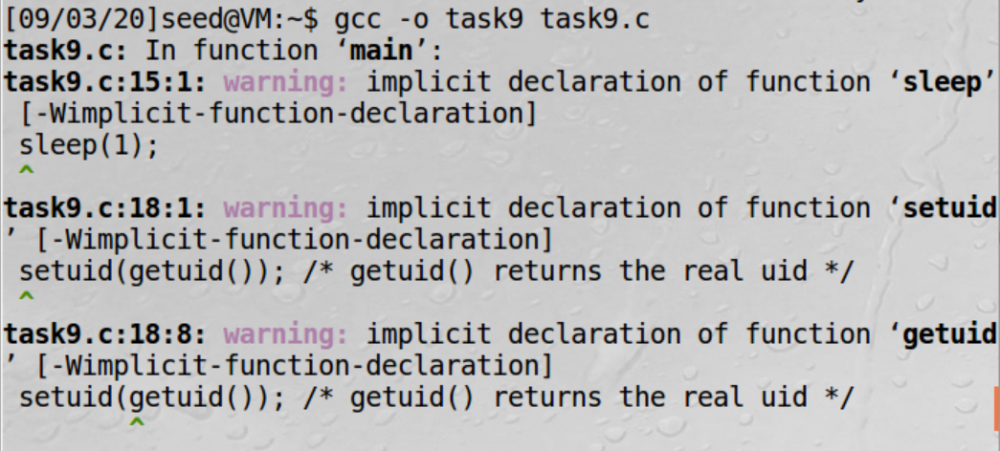 [09/03/20]seed@VM:~$ gcc -o task9 task9.c
task9.c: In function ‘main’:
task9.c:15:1: warning: implicit declaration of function ‘sleep’
[-Wimplicit-function-declaration]
sleep(1);
^
task9.c:18:1: warning: implicit declaration of function ‘setuid
’ [-Wimplicit-function-declaration]
setuid(getuid()); /* getuid() returns the real uid */
^
task9.c:18:8: warning: implicit declaration of function ‘getuid
’ [-Wimplicit-function-declaration]
setuid(getuid()); /* getuid() returns the real uid */
^